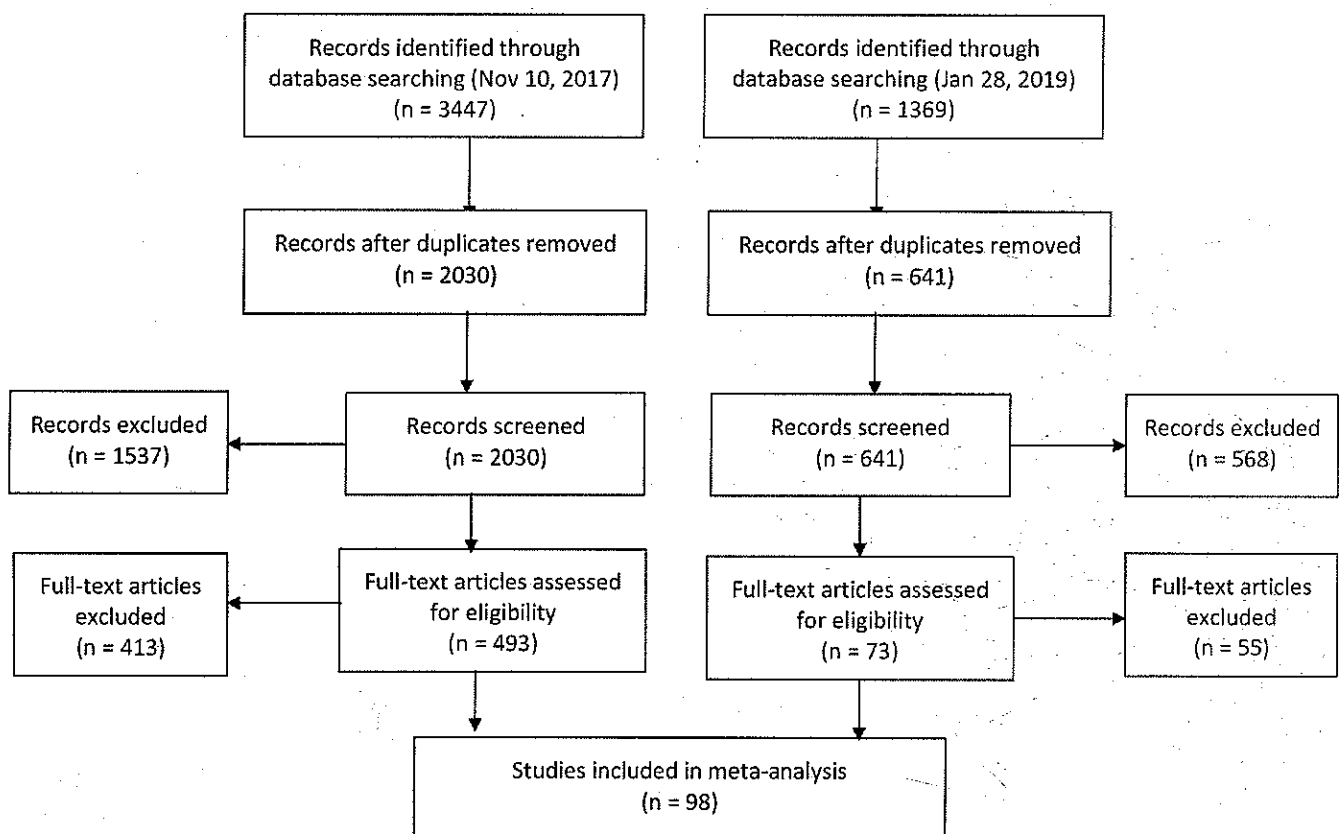 Records identified through
database searching (Nov 10, 2017)
(n = 3447)
Records identified through
database searching (Jan 28, 2019)
(n = 1369)
Records after duplicates removed
(n = 2030)
Records after duplicates removed
(n = 641)
Records excluded
(n = 1537)
Records screened
(n = 2030)
Records screened
(n = 641)
Records excluded
(n = 568)
Full-text articles
excluded
(n = 413)
Full-text articles assessed
for eligibility
(n = 493)
Full-text articles assessed
for eligibility
(n = 73)
Full-text articles
excluded
(n = 55)
Studies included in meta-analysis
(n = 98)